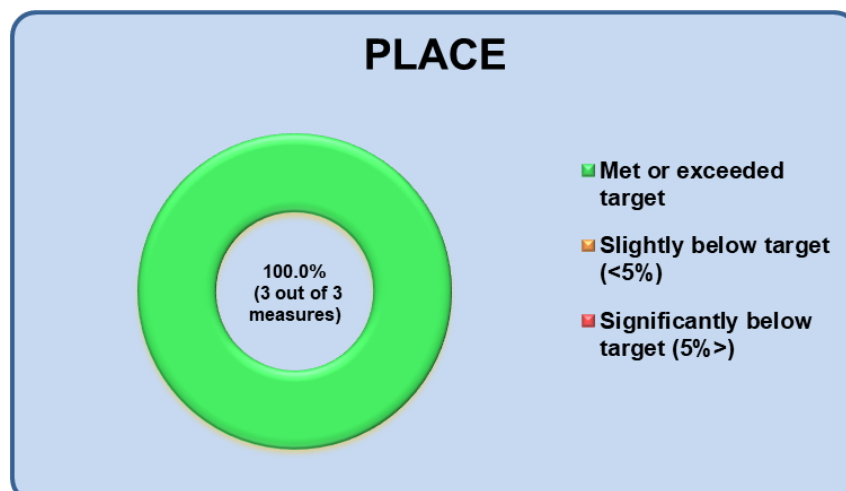 PLACE
100.0%
(3 out of 3
measures)
Met or exceeded
target
Slightly below target
(<5%)
Significantly below
target (5%>)